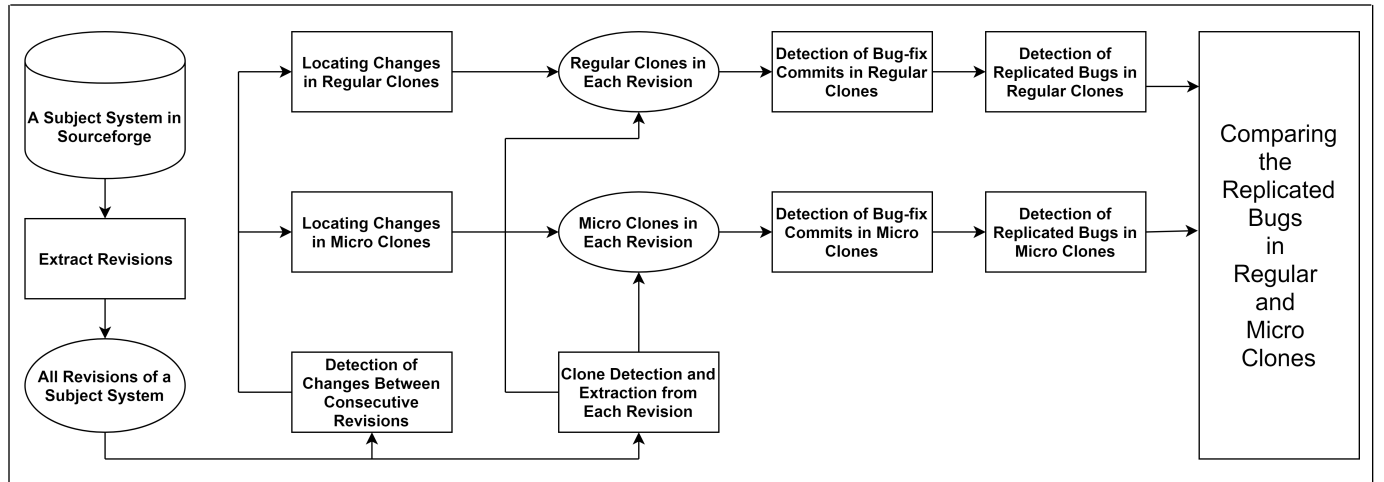 A Subject System in
Sourceforge
Extract Revisions
All Revisions of a
Subject System
Locating Changes
in Regular Clones
Locating Changes
in Micro Clones
Detection of
Changes Between
Consecutive
Revisions
Regular Clones in
Each Revision
Micro Clones in
Each Revision
Clone Detection and
Extraction from
Each Revision
Detection of Bug-fix
Commits in Regular
Clones
Detection of Bug-fix
Commits in Micro
Clones
Detection of
Replicated Bugs in
Regular Clones
Detection of
Replicated Bugs in
Micro Clones
Comparing
the
Replicated
Bugs
in
Regular
and
Micro
Clones